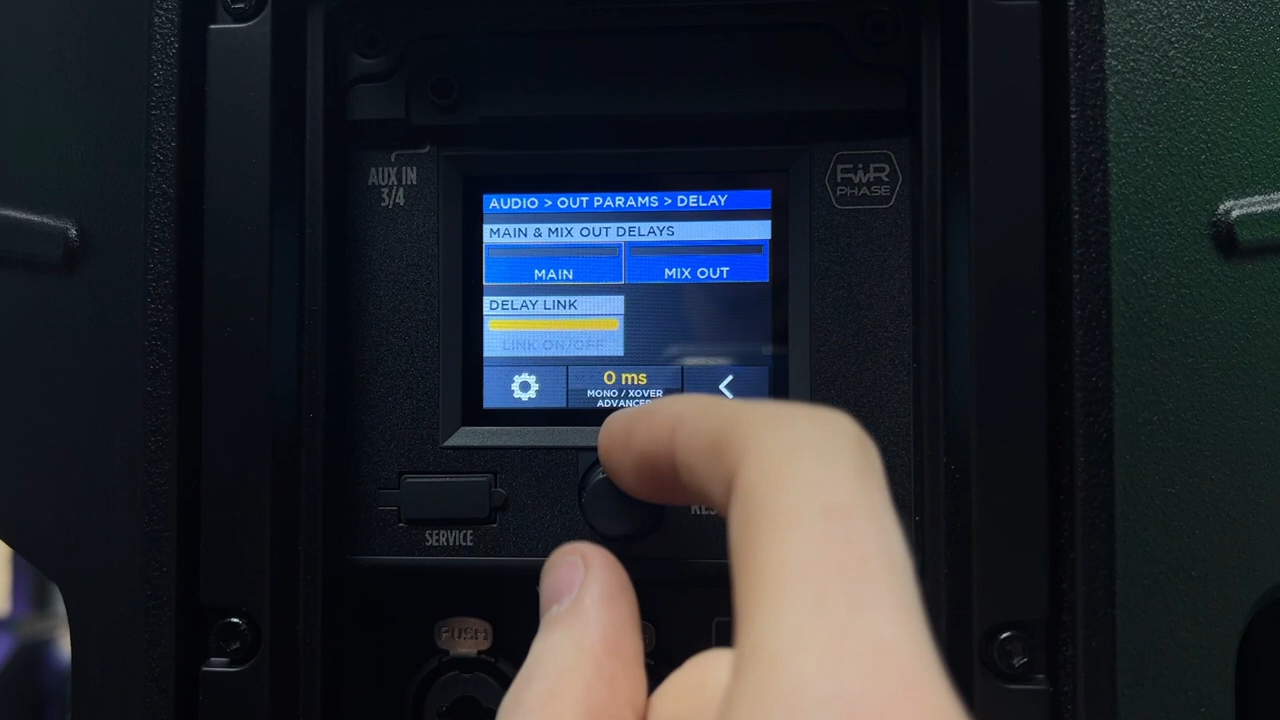 AUX IN
3/4
FiR
PHASE
AUDIO > OUT PARAMS > DELAY
MAIN & MIX OUT DELAYS
MAIN
MIX OUT
DELAY LINK
LINK ON/OFF
0 ms
MONO / XOVER
ADVANCED
SERVICE
PUSH